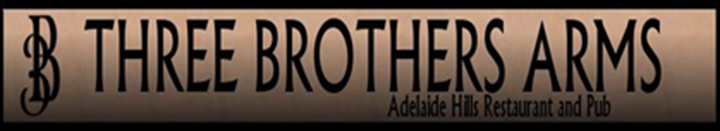 THREE BROTHERS ARMS
Adelaide Hills Restaurant and Pub